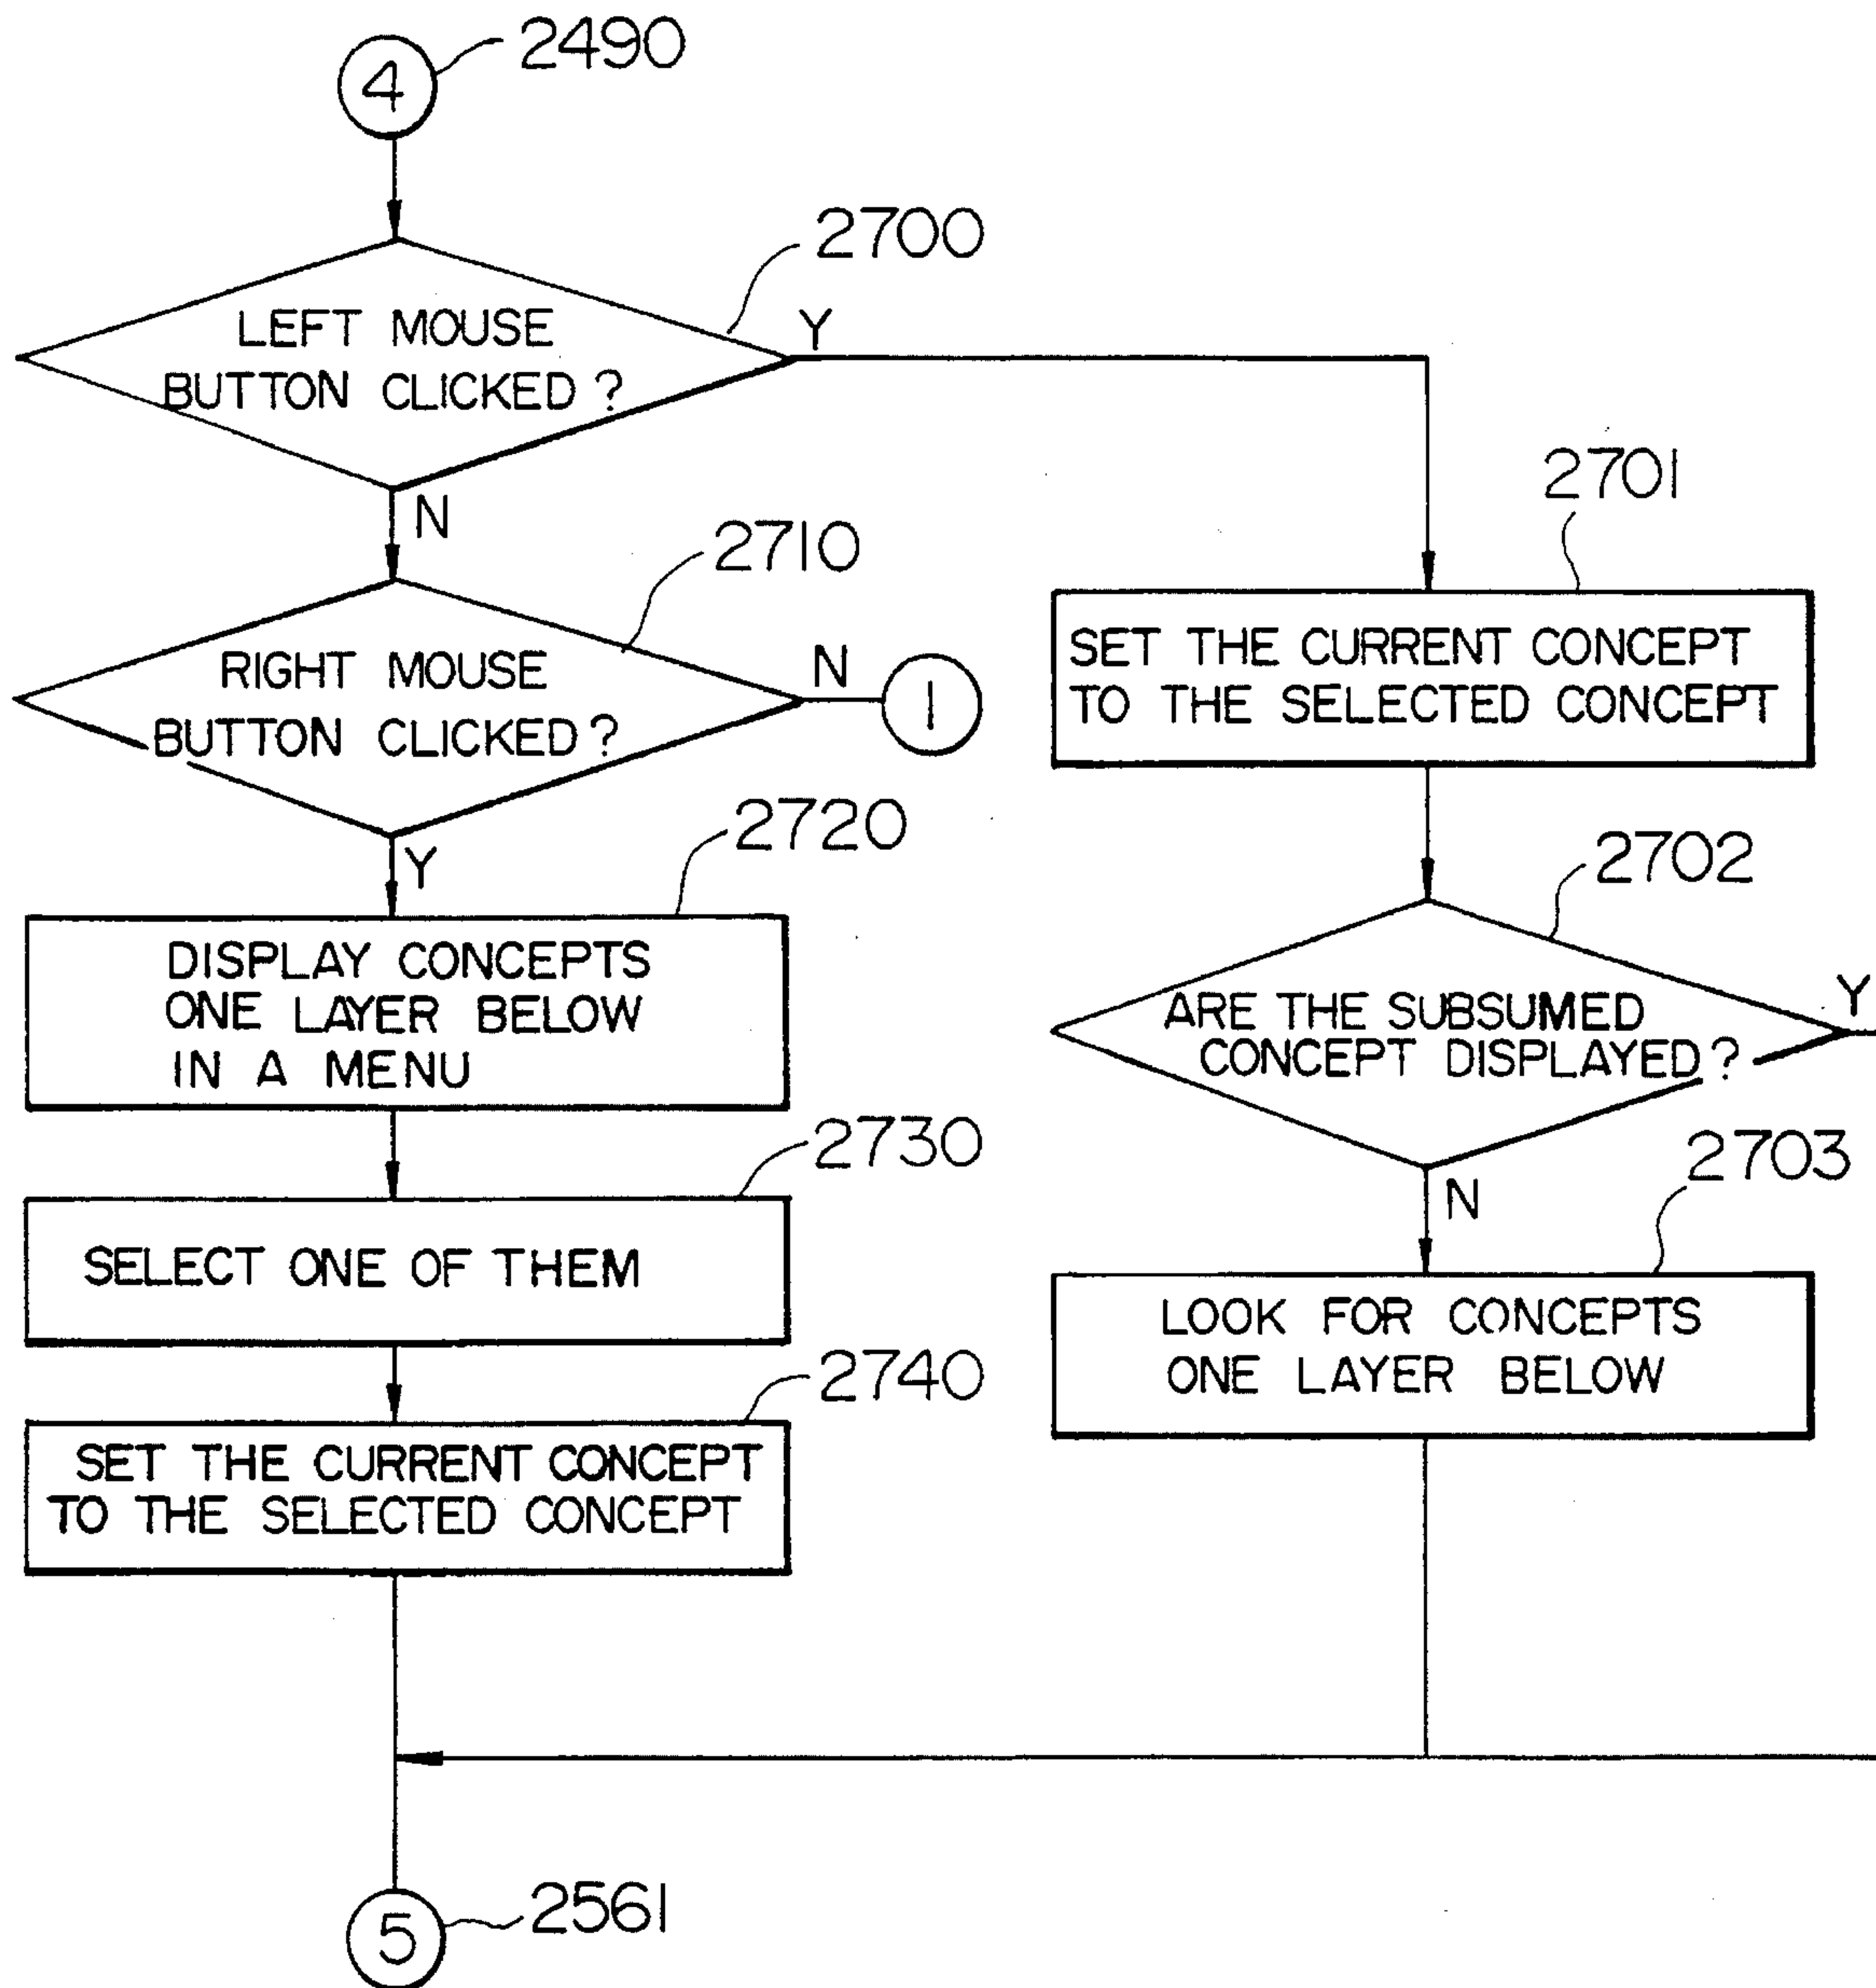 4
2490
2700
LEFT MOUSE
BUTTON CLICKED ?
Y
N
2710
RIGHT MOUSE
BUTTON CLICKED ?
N
1
Y
2720
DISPLAY CONCEPTS
ONE LAYER BELOW
IN A MENU
2730
SELECT ONE OF THEM
2740
SET THE CURRENT CONCEPT
TO THE SELECTED CONCEPT
2701
SET THE CURRENT CONCEPT
TO THE SELECTED CONCEPT
2702
ARE THE SUBSUMED
CONCEPT DISPLAYED ?
Y
N
2703
LOOK FOR CONCEPTS
ONE LAYER BELOW
5
2561